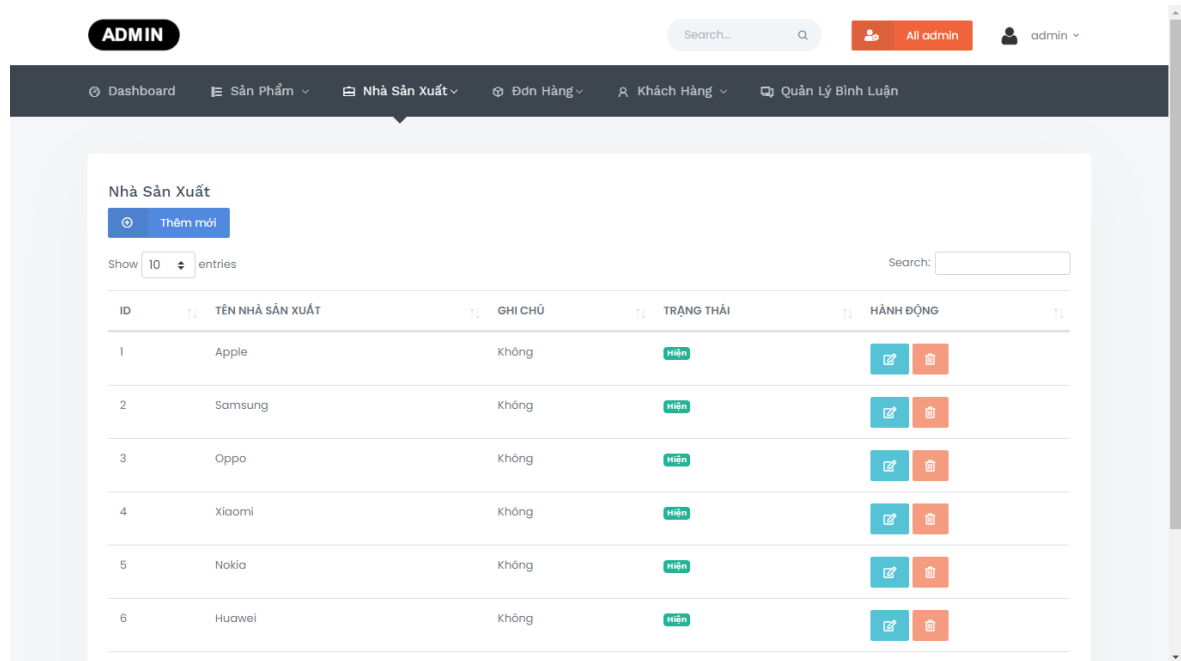 ADMIN Search... All admin admin
Dashboard Sản Phẩm Nhà Sản Xuất Đơn Hàng Khách Hàng Quản Lý Bình Luận
Nhà Sản Xuất
Thêm mới
Show 10 entries Search:
ID TÊN NHÀ SẢN XUẤT GHI CHÚ TRẠNG THÁI HÀNH ĐỘNG
1 Apple Không Hiện
2 Samsung Không Hiện
3 Oppo Không Hiện
4 Xiaomi Không Hiện
5 Nokia Không Hiện
6 Huawei Không Hiện